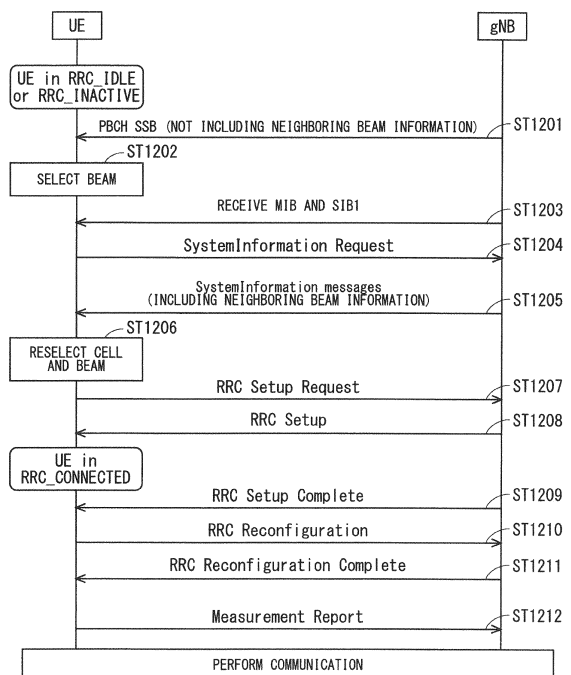 UE
gNB
UE in RRC_IDLE
or RRC_INACTIVE
PBCH SSB (NOT INCLUDING NEIGHBORING BEAM INFORMATION)
ST1201
ST1202
SELECT BEAM
RECEIVE MIB AND SIB1
ST1203
SystemInformation Request
ST1204
SystemInformation messages
(INCLUDING NEIGHBORING BEAM INFORMATION)
ST1205
ST1206
RESELECT CELL
AND BEAM
RRC Setup Request
ST1207
RRC Setup
ST1208
UE in
RRC_CONNECTED
RRC Setup Complete
ST1209
RRC Reconfiguration
ST1210
RRC Reconfiguration Complete
ST1211
Measurement Report
ST1212
PERFORM COMMUNICATION